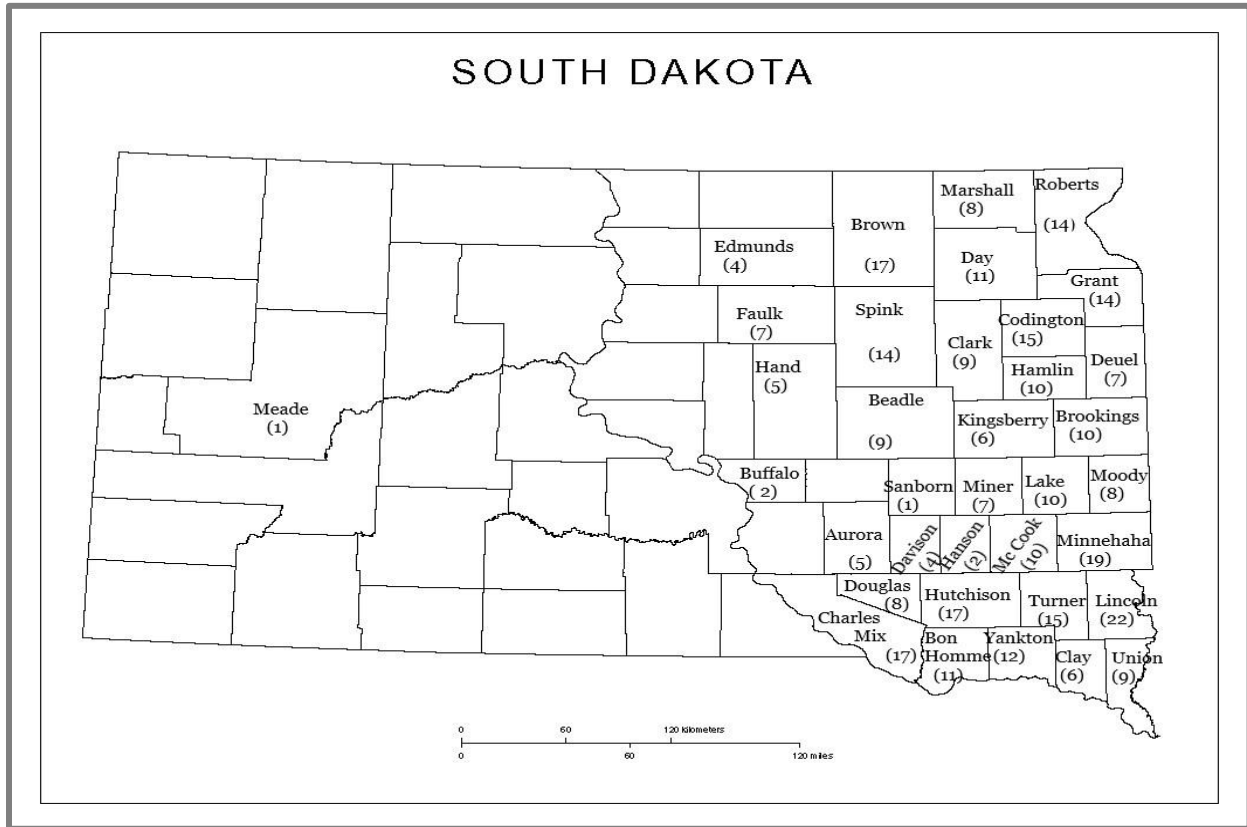 SOUTH DAKOTA
Marshall
(8)
Roberts
(14)
Brown
(17)
Edmunds
(4)
Day
(11)
Grant
(14)
Faulk
(7)
Spink
(14)
Codington
(15)
Clark
(9)
Hand
(5)
Hamlin
(10)
Deuel
(7)
Meade
(1)
Beadle
(9)
Kingsberry
(6)
Brookings
(10)
Buffalo
( 2)
Sanborn
(1)
Miner
(7)
Lake
(10)
Moody
(8)
Aurora
(5)
Davison
(4)
Hanson
(2)
Mc Cook
(10)
Minnehaha
(19)
Douglas
(8)
Hutchison
(17)
Turner
(15)
Lincoln
(22)
Charles
Mix
(17)
Bon
Homme
(11)
Yankton
(12)
Clay
(6)
Union
(9)
0 60 120 kilometers
0 60 120 miles